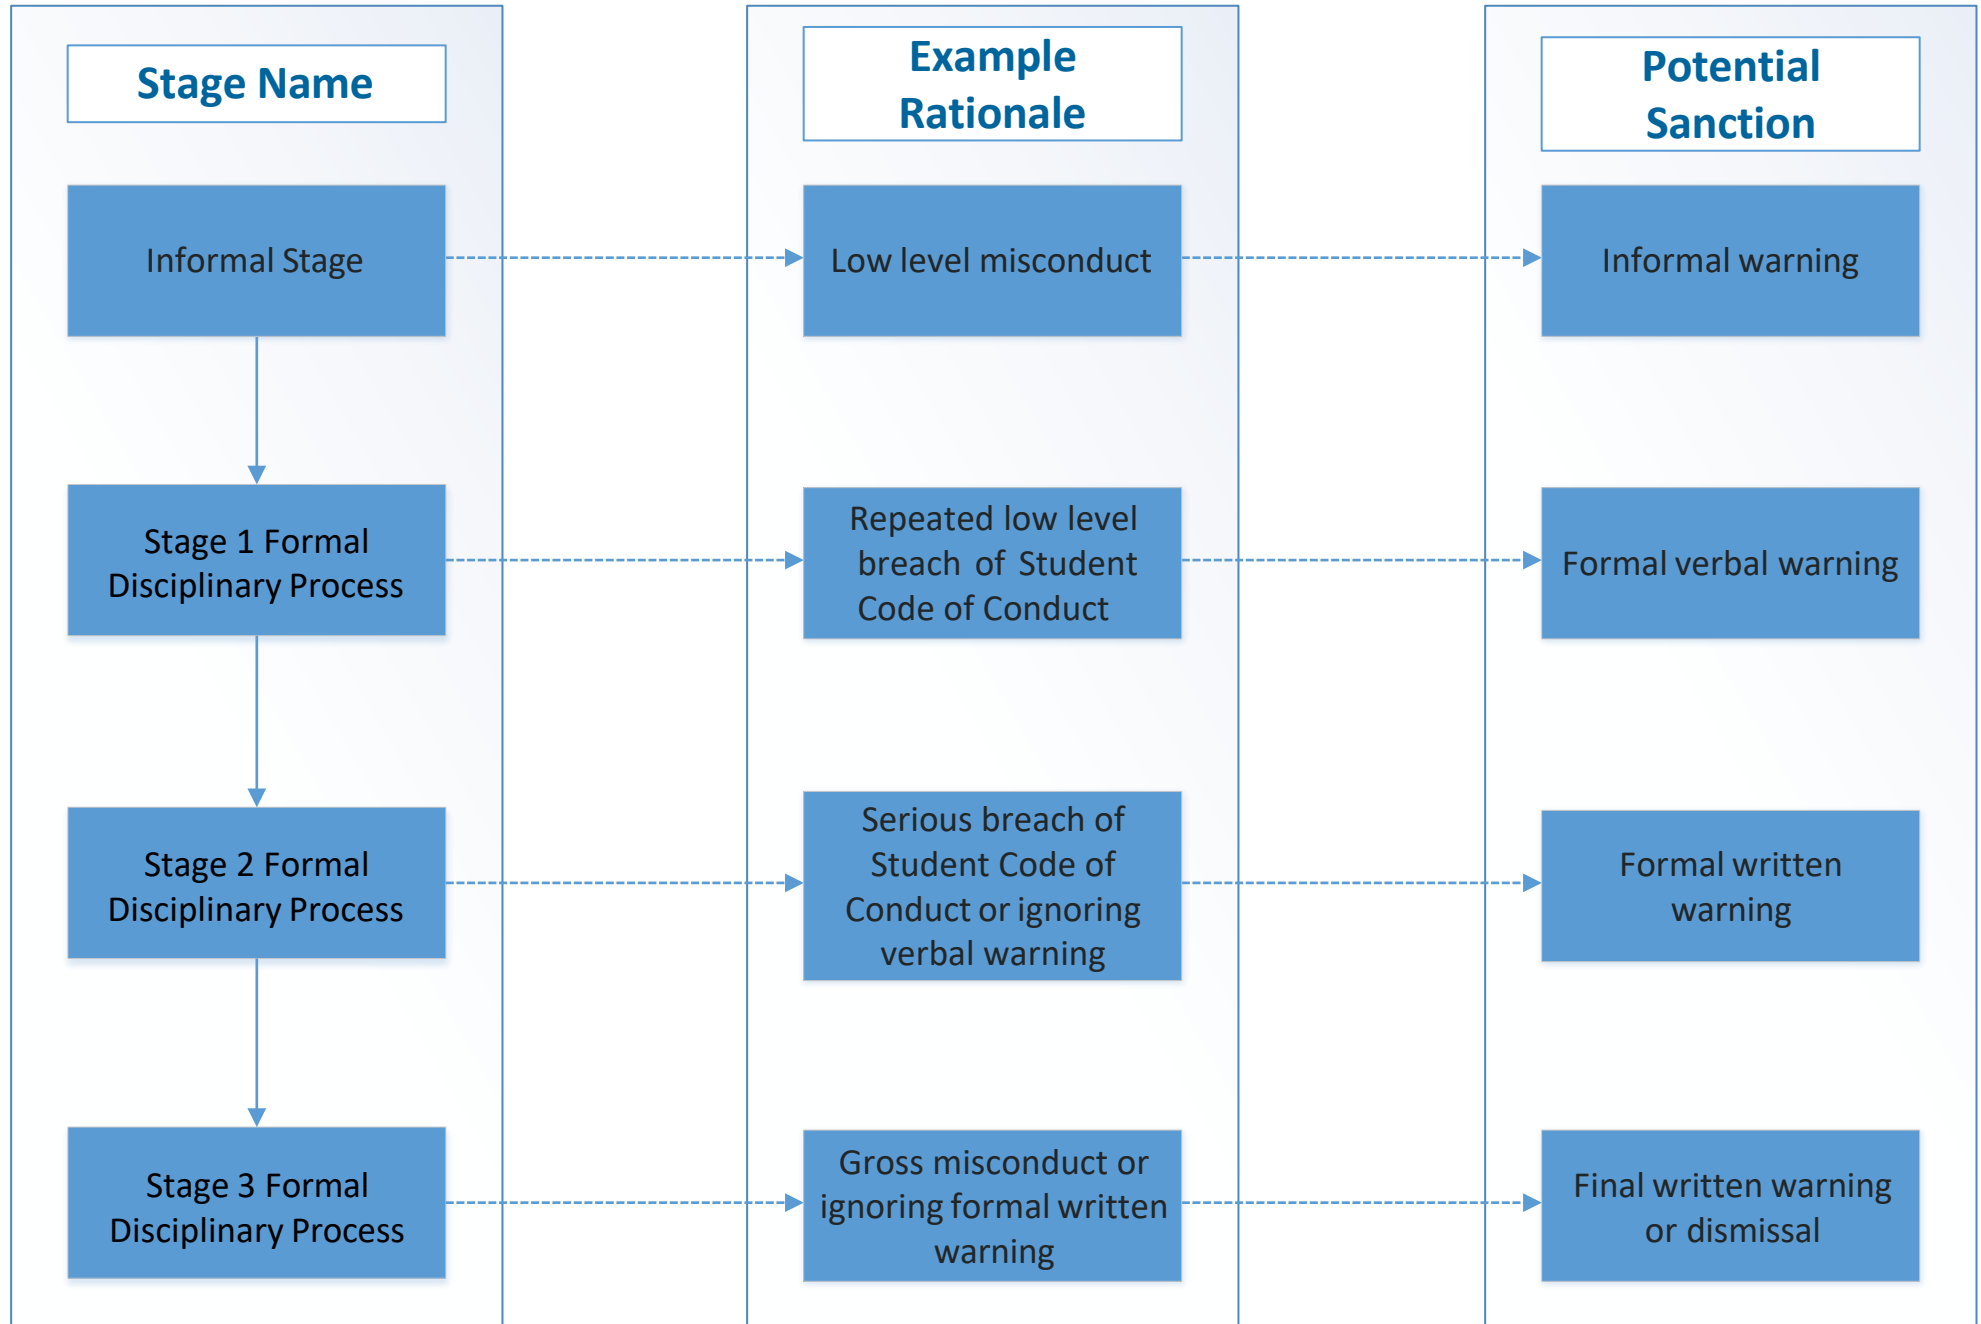 Stage Name
Example
Rationale
Potential
Sanction
Informal Stage
Low level misconduct
Informal warning
Stage 1 Formal
Disciplinary Process
Repeated low level
breach of Student
Code of Conduct
Formal verbal warning
Stage 2 Formal
Disciplinary Process
Serious breach of
Student Code of
Conduct or ignoring
verbal warning
Formal written
warning
Stage 3 Formal
Disciplinary Process
Gross misconduct or
ignoring formal written
warning
Final written warning
or dismissal